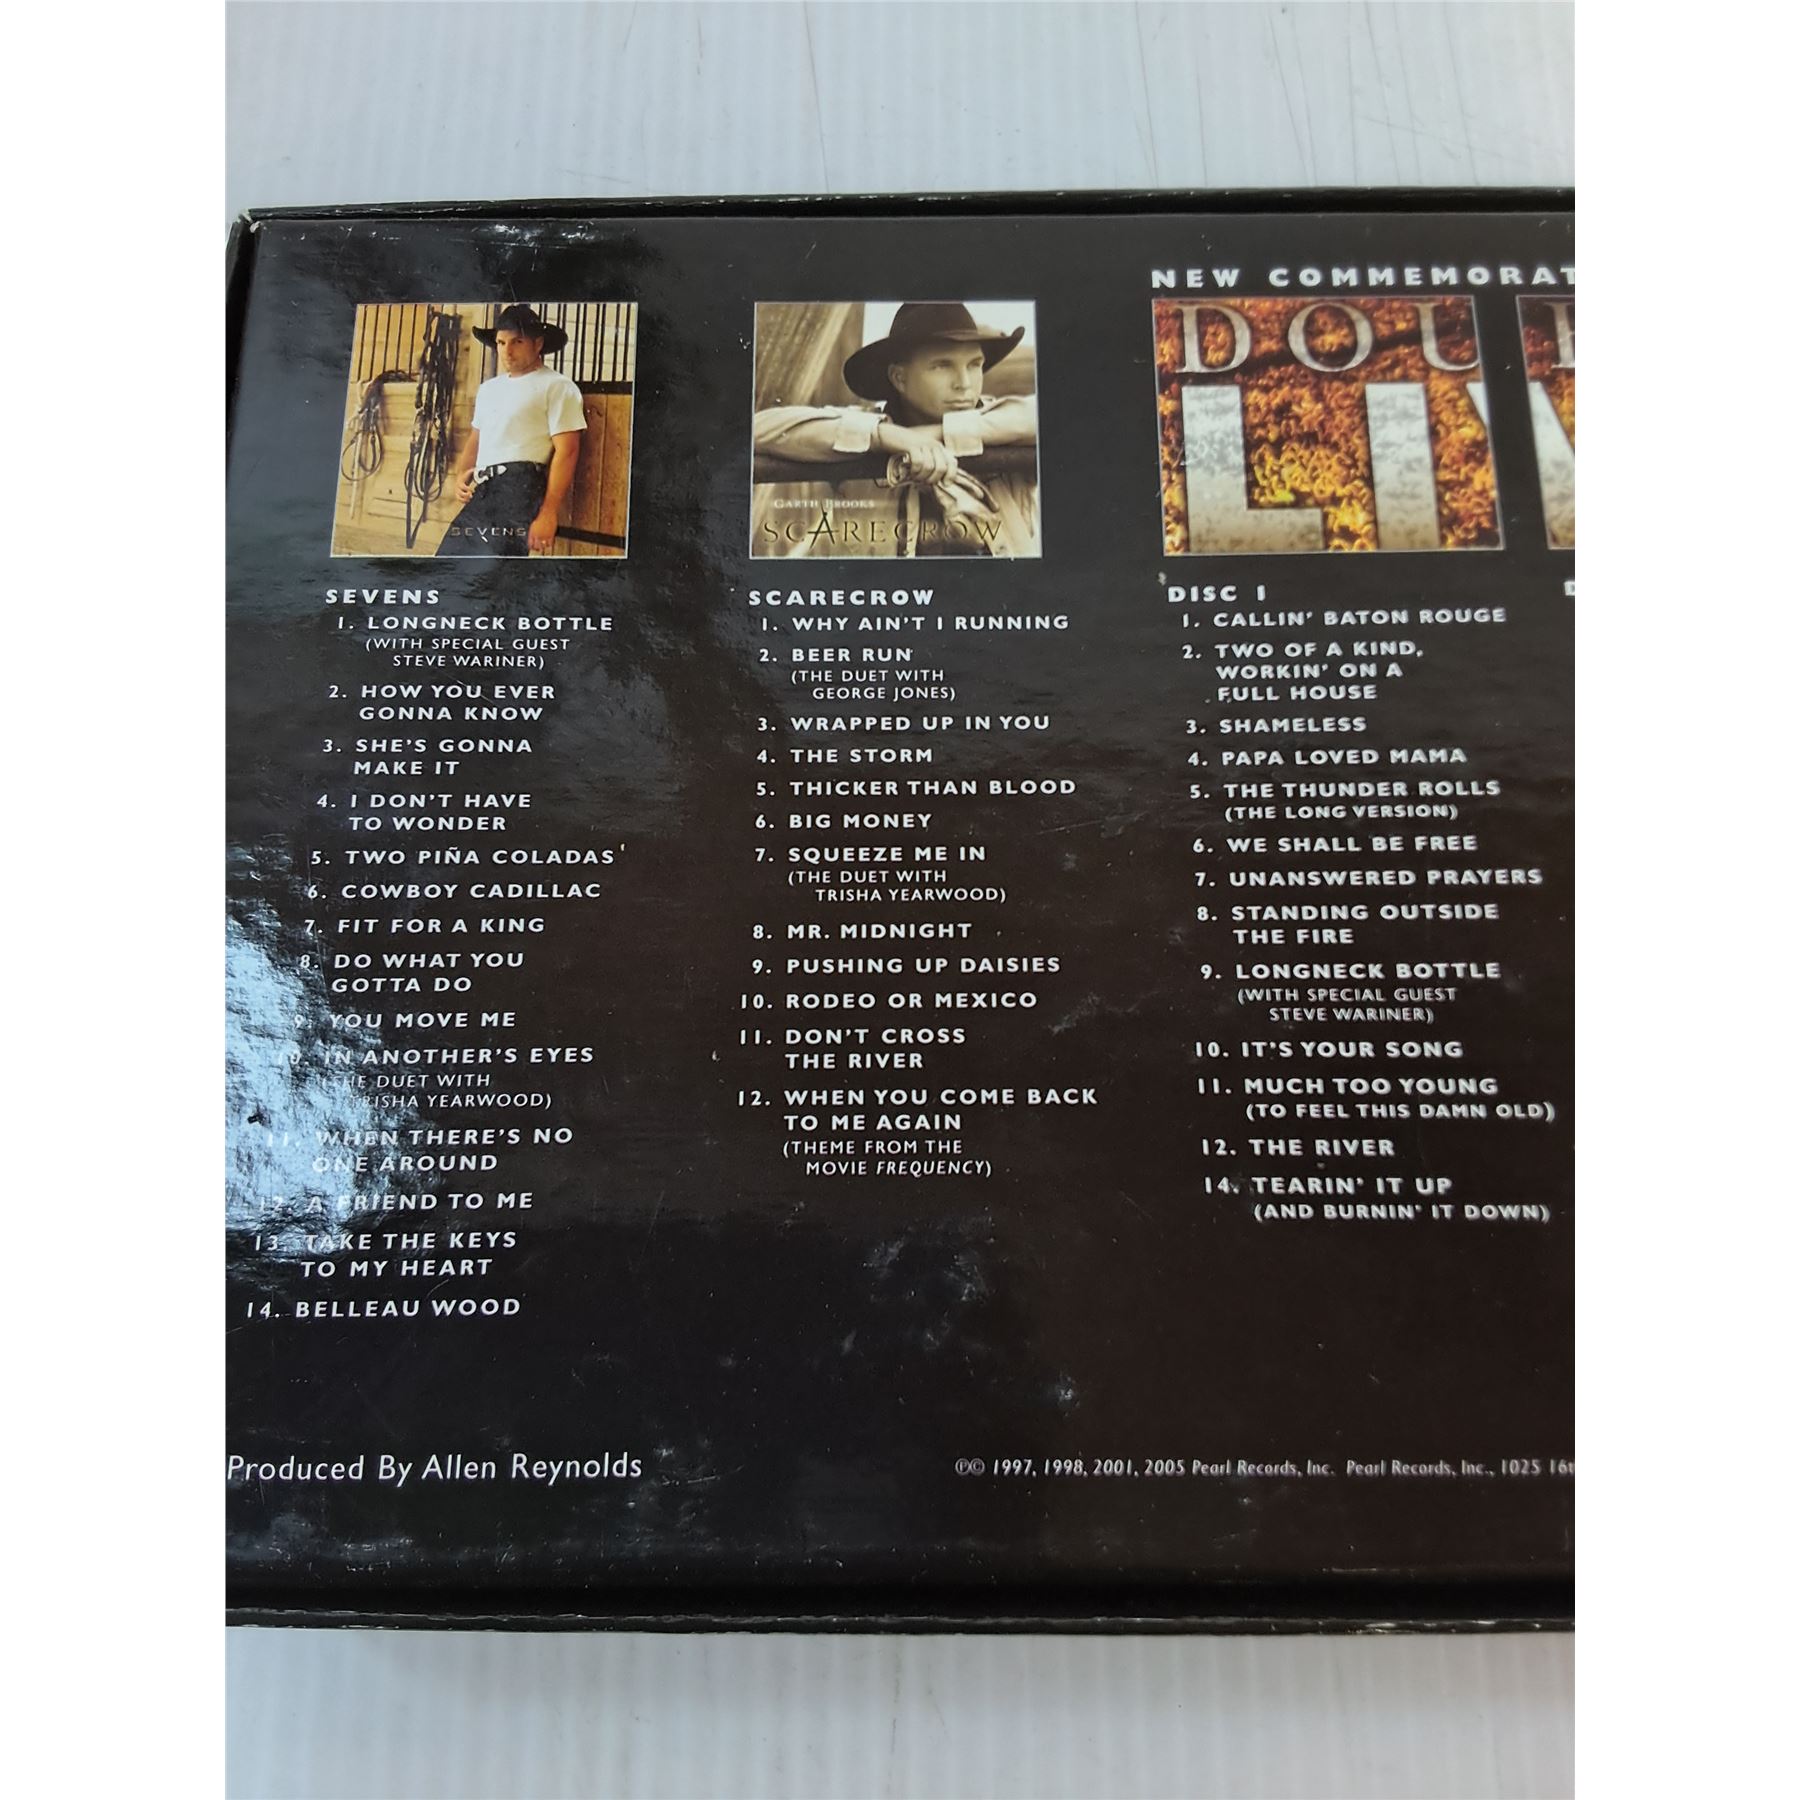 NEW COMMEMORAT
DOU
LIV
SEVENS
GARTH BROOKS
SCARECROW
SEVENS
1. LONGNECK BOTTLE
(WITH SPECIAL GUEST
STEVE WARINER)
2. HOW YOU EVER
GONNA KNOW
3. SHE'S GONNA
MAKE IT
4. I DON'T HAVE
TO WONDER
5. TWO PIÑA COLADAS
6. COWBOY CADILLAC
7. FIT FOR A KING
8. DO WHAT YOU
GOTTA DO
9. YOU MOVE ME
10. IN ANOTHER'S EYES
(THE DUET WITH
TRISHA YEARWOOD)
11. WHEN THERE'S NO
ONE AROUND
12. A FRIEND TO ME
13. TAKE THE KEYS
TO MY HEART
14. BELLEAU WOOD
SCARECROW
1. WHY AIN'T I RUNNING
2. BEER RUN
(THE DUET WITH
GEORGE JONES)
3. WRAPPED UP IN YOU
4. THE STORM
5. THICKER THAN BLOOD
6. BIG MONEY
7. SQUEEZE ME IN
(THE DUET WITH
TRISHA YEARWOOD)
8. MR. MIDNIGHT
9. PUSHING UP DAISIES
10. RODEO OR MEXICO
11. DON'T CROSS
THE RIVER
12. WHEN YOU COME BACK
TO ME AGAIN
(THEME FROM THE
MOVIE FREQUENCY)
DISC 1
1. CALLIN' BATON ROUGE
2. TWO OF A KIND,
WORKIN' ON A
FULL HOUSE
3. SHAMELESS
4. PAPA LOVED MAMA
5. THE THUNDER ROLLS
(THE LONG VERSION)
6. WE SHALL BE FREE
7. UNANSWERED PRAYERS
8. STANDING OUTSIDE
THE FIRE
9. LONGNECK BOTTLE
(WITH SPECIAL GUEST
STEVE WARINER)
10. IT'S YOUR SONG
11. MUCH TOO YOUNG
(TO FEEL THIS DAMN OLD)
12. THE RIVER
14. TEARIN' IT UP
(AND BURNIN' IT DOWN)
Produced By Allen Reynolds
℗© 1997, 1998, 2001, 2005 Pearl Records, Inc. Pearl Records, Inc., 1025 16t